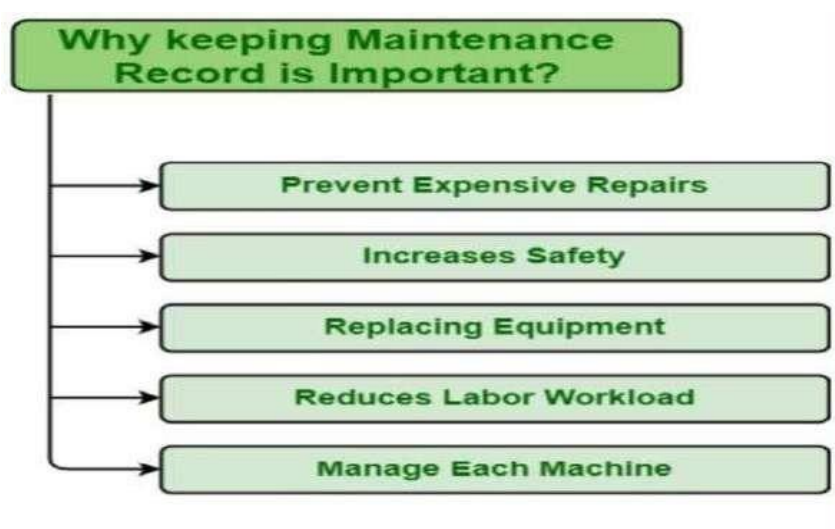 Why keeping Maintenance
Record is Important?
Prevent Expensive Repairs
Increases Safety
Replacing Equipment
Reduces Labor Workload
Manage Each Machine